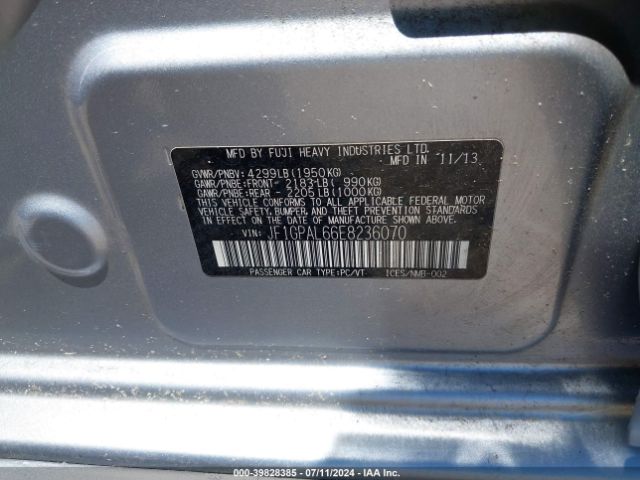 MFD BY FUJI HEAVY INDUSTRIES LTD.
MFD IN 11/13
GVWR/PNBV: 4299LB(1950KG)
GAWR/PNBE:FRONT- 2183LB( 990KG)
GAWR/PNBE:REAR - 2205LB(1000KG)
THIS VEHICLE CONFORMS TO ALL APPLICABLE FEDERAL MOTOR
VEHICLE SAFETY, BUMPER, AND THEFT PREVENTION STANDARDS
IN EFFECT ON THE DATE OF MANUFACTURE SHOWN ABOVE.
VIN: JF1GPAL66E8236070
PASSENGER CAR TYPE:PC/VT ICES/NMB-002
000-39828385 - 07/11/2024 - IAA Inc.